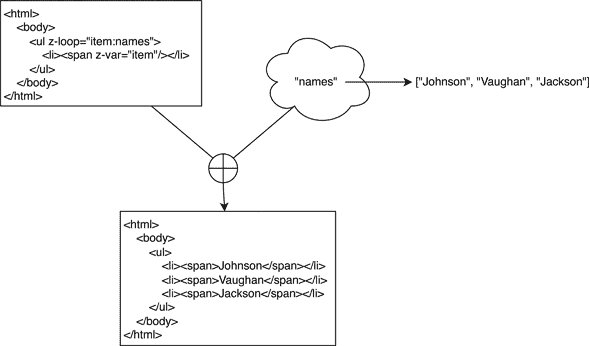 <html>
<body>
<ul z-loop="item:names">
<li><span z-var="item"/></li>
</ul>
</body>
</html>
"names"
["Johnson", "Vaughan", "Jackson"]
<html>
<body>
<ul>
<li><span>Johnson</span></li>
<li><span>Vaughan</span></li>
<li><span>Jackson</span></li>
</ul>
</body>
</html>